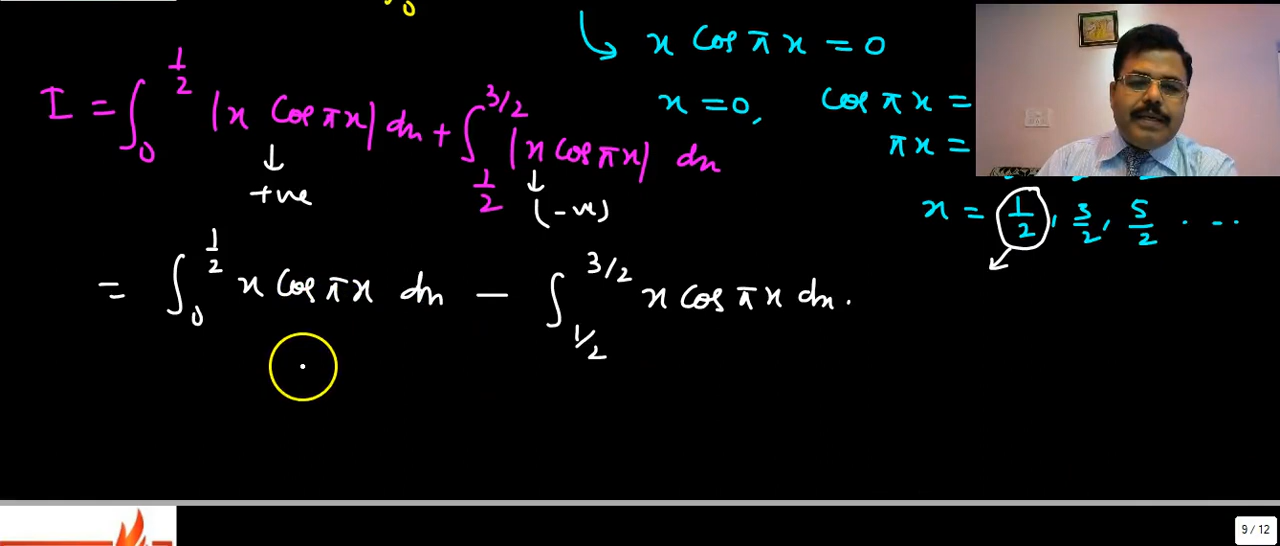 x cos πx = 0
x = 0, cos πx =
πx =
I = ∫₀^{1/2} |x cos πx| dx + ∫_{1/2}^{3/2} |x cos πx| dx
↓ +ve ↓ (-ve)
x = 1/2, 3/2, 5/2 . ...
= ∫₀^{1/2} x cos πx dx - ∫_{1/2}^{3/2} x cos πx dx.
9 / 12